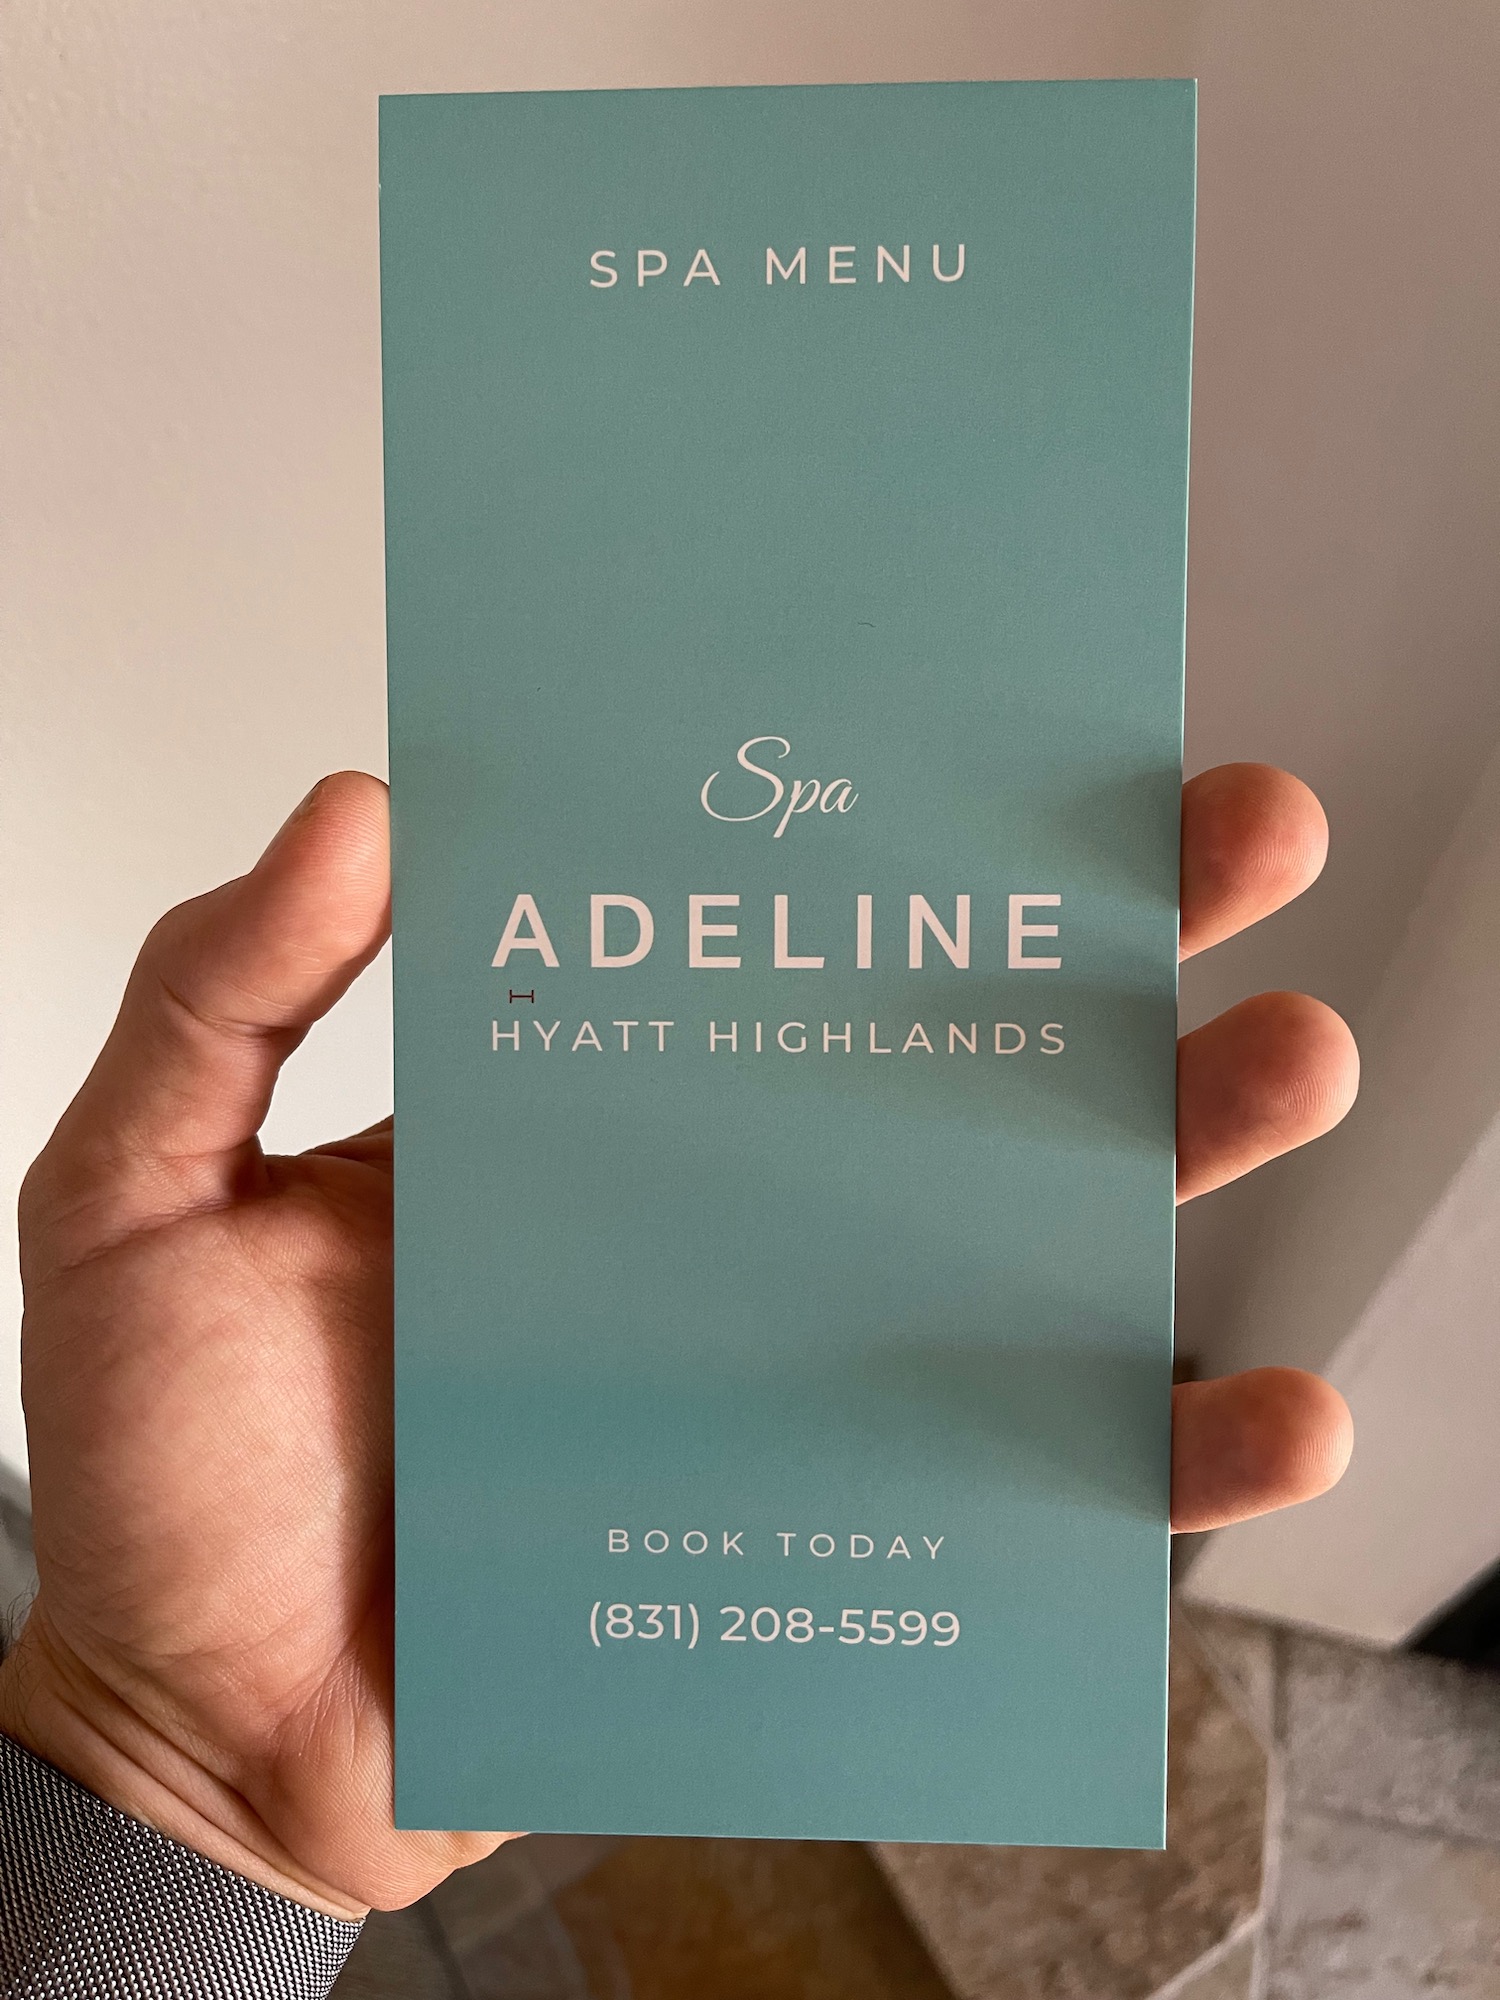 SPA MENU
Spa
ADELINE
HYATT HIGHLANDS
BOOK TODAY
(831) 208-5599